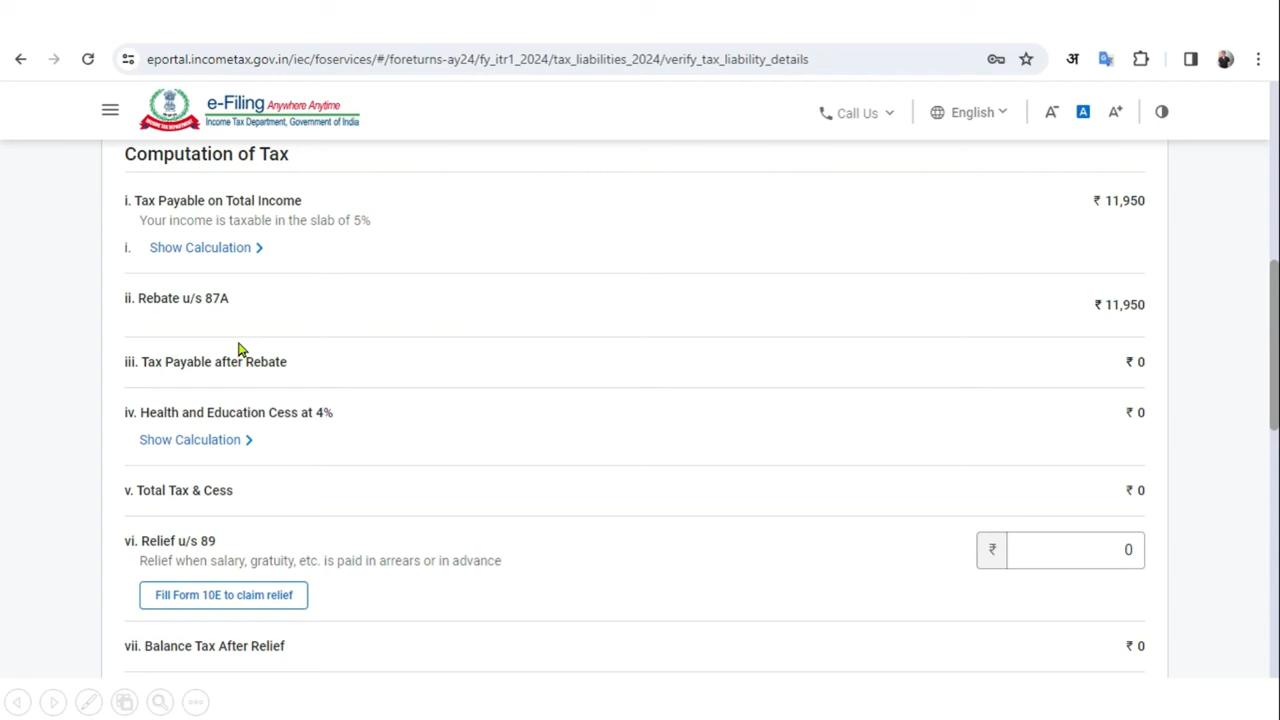 eportal.incometax.gov.in/iec/foservices/#/foreturns-ay24/fy_itr1_2024/tax_liabilities_2024/verify_tax_liability_details
अ
e-Filing Anywhere Anytime
Income Tax Department, Government of India
Call Us
English
A-
A
A+
Computation of Tax
i. Tax Payable on Total Income ₹ 11,950
Your income is taxable in the slab of 5%
i. Show Calculation
ii. Rebate u/s 87A ₹ 11,950
iii. Tax Payable after Rebate ₹ 0
iv. Health and Education Cess at 4% ₹ 0
Show Calculation
v. Total Tax & Cess ₹ 0
vi. Relief u/s 89 ₹ 0
Relief when salary, gratuity, etc. is paid in arrears or in advance
Fill Form 10E to claim relief
vii. Balance Tax After Relief ₹ 0